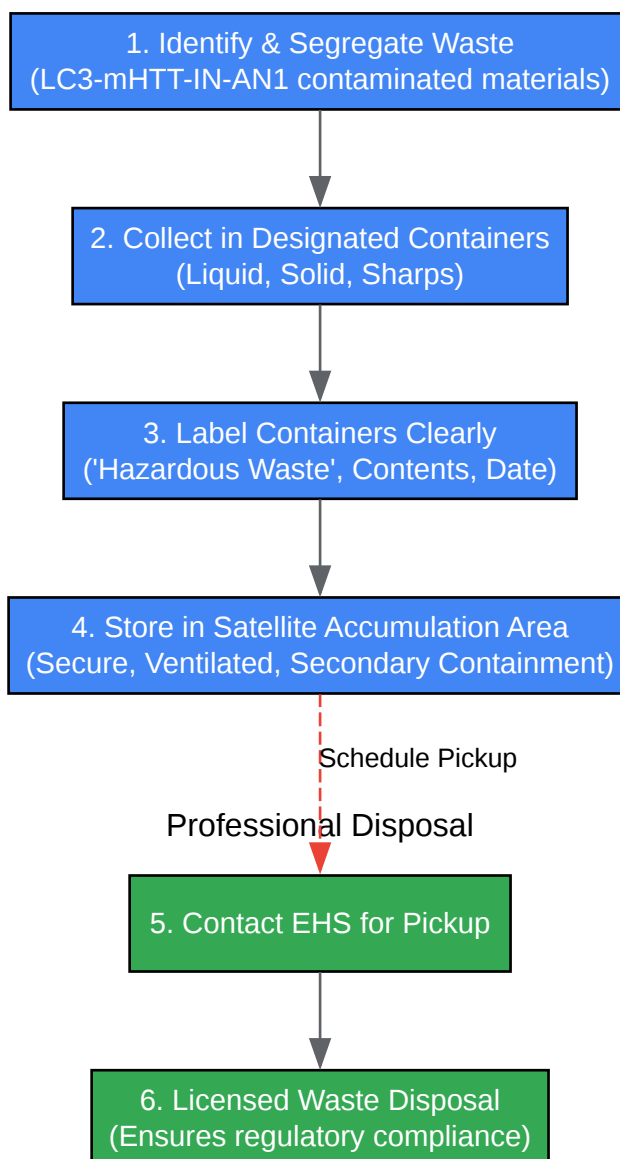 1. Identify & Segregate Waste
(LC3-mHTT-IN-AN1 contaminated materials)
2. Collect in Designated Containers
(Liquid, Solid, Sharps)
3. Label Containers Clearly
('Hazardous Waste', Contents, Date)
4. Store in Satellite Accumulation Area
(Secure, Ventilated, Secondary Containment)
Schedule Pickup
Professional Disposal
5. Contact EHS for Pickup
6. Licensed Waste Disposal
(Ensures regulatory compliance)